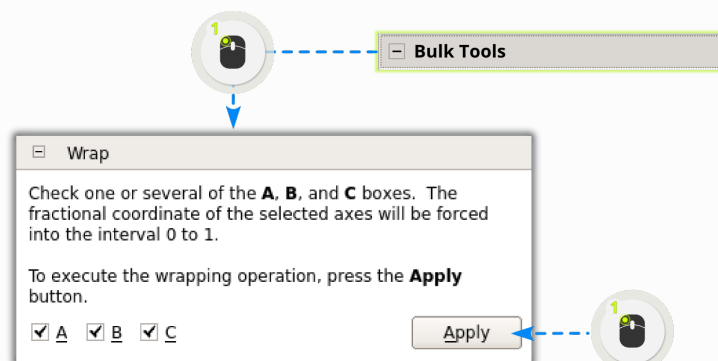 1
Bulk Tools
Wrap
Check one or several of the A, B, and C boxes.  The
fractional coordinate of the selected axes will be forced
into the interval 0 to 1.
To execute the wrapping operation, press the Apply
button.
A B C
Apply
1